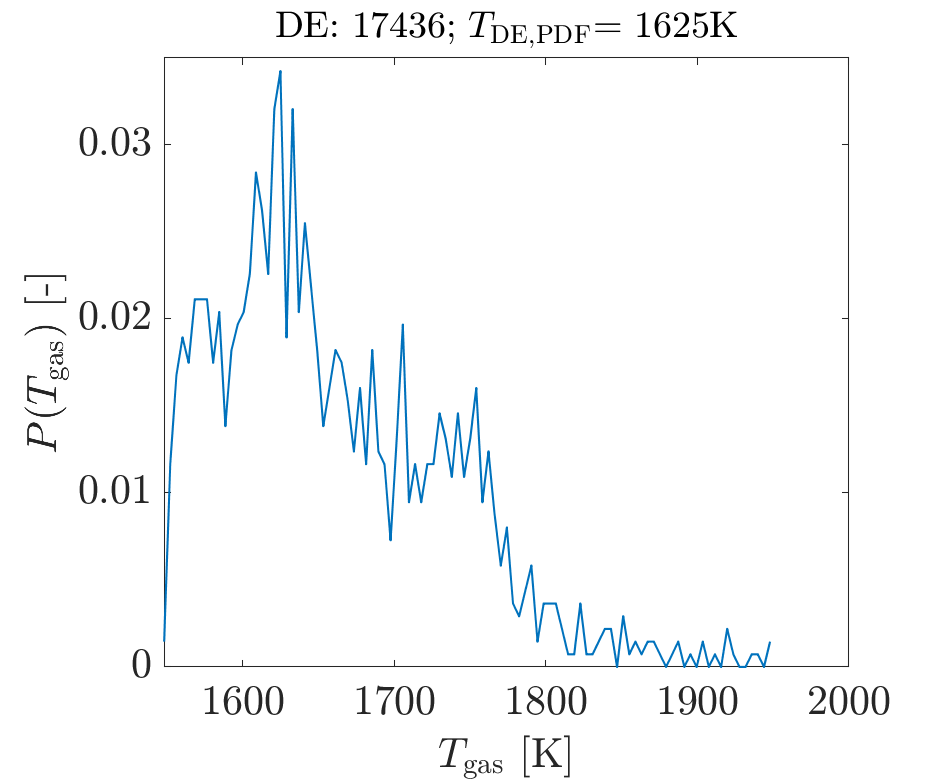 DE: 17436; T_DE,PDF= 1625K
0.03
0.02
0.01
0
P(T_gas) [-]
1600 1700 1800 1900 2000
T_gas [K]